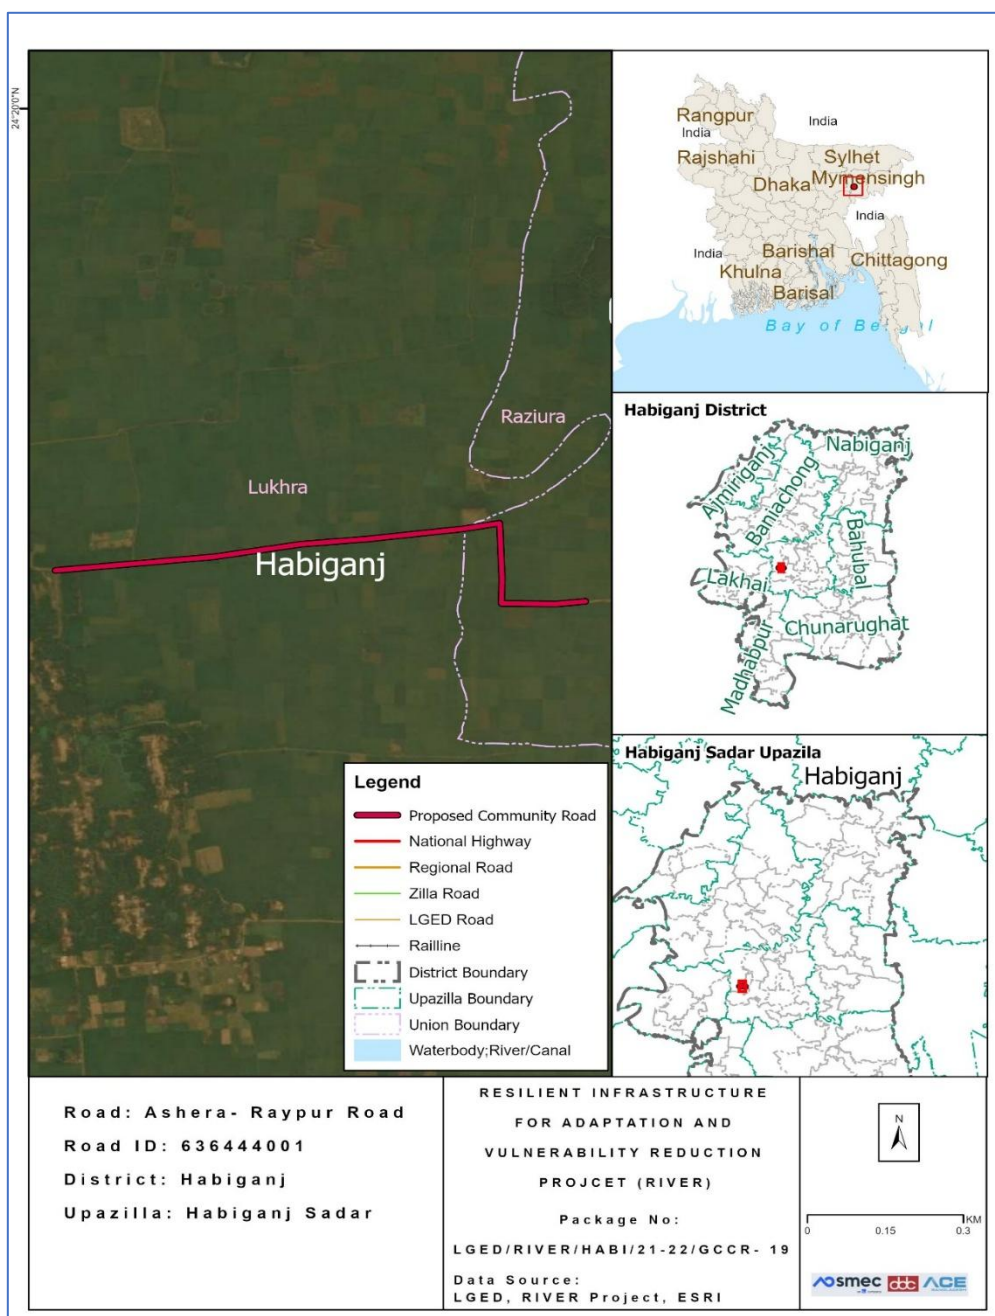 24°20'0"N
Lukhra
Raziura
Habiganj
Rangpur
India
India
Rajshahi
Sylhet
Mymensingh
Dhaka
India
India
Barishal
Chittagong
Khulna
Barisal
Habiganj District
Nabiganj
Ajmiriganj
Baniachong
Bahubal
Lakhai
Chunarughat
Madhabpur
Habiganj Sadar Upazila
Habiganj
Legend
Proposed Community Road
National Highway
Regional Road
Zilla Road
LGED Road
Railline
District Boundary
Upazilla Boundary
Union Boundary
Waterbody;River/Canal
Road: Ashera- Raypur Road
Road ID: 636444001
District: Habiganj
Upazilla: Habiganj Sadar
RESILIENT INFRASTRUCTURE
FOR ADAPTATION AND
VULNERABILITY REDUCTION
PROJCET (RIVER)
Package No:
LGED/RIVER/HABI/21-22/GCCR- 19
Data Source:
LGED, RIVER Project, ESRI
N
KM
0 0.15 0.3
smec
ACE
Bay of